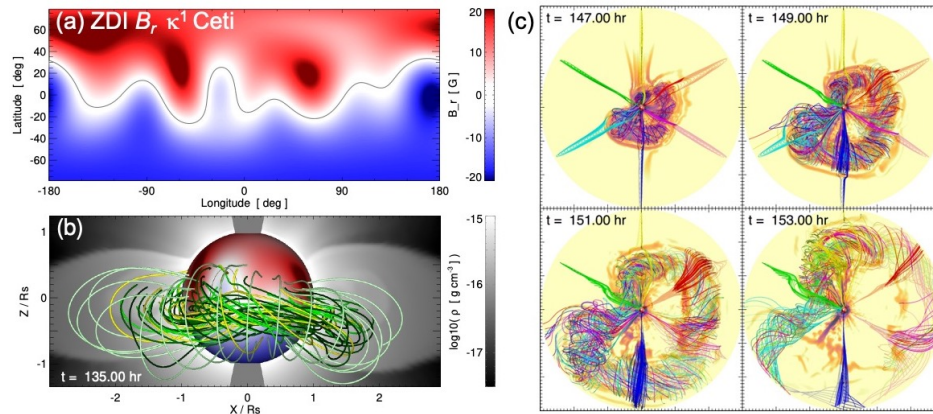 (a) ZDI B_r κ¹ Ceti
80
60
40
20
0
-20
-40
-60
Latitude [ deg ]
-180
-90
0
90
180
Longitude [ deg ]
20
10
0
-10
-20
B_r [ G ]
(b)
1
0
-1
Z / Rs
t = 135.00 hr
-2
-1
0
1
2
X / Rs
-15
-16
-17
log10( ρ [ g cm⁻³ ] )
(c)
t = 147.00 hr
t = 149.00 hr
t = 151.00 hr
t = 153.00 hr